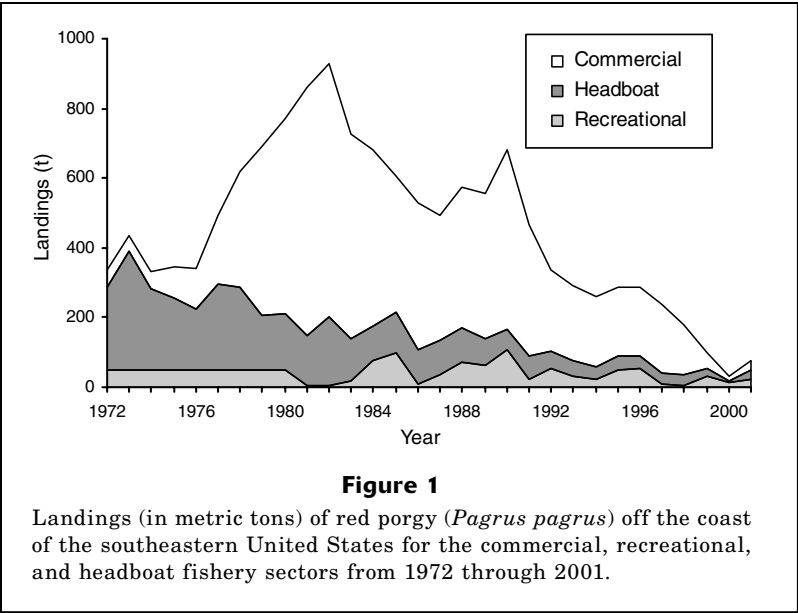 1000
800
600
400
200
0
Landings (t)
Commercial
Headboat
Recreational
1972 1976 1980 1984 1988 1992 1996 2000
Year
Figure 1
Landings (in metric tons) of red porgy (Pagrus pagrus) off the coast
of the southeastern United States for the commercial, recreational,
and headboat fishery sectors from 1972 through 2001.